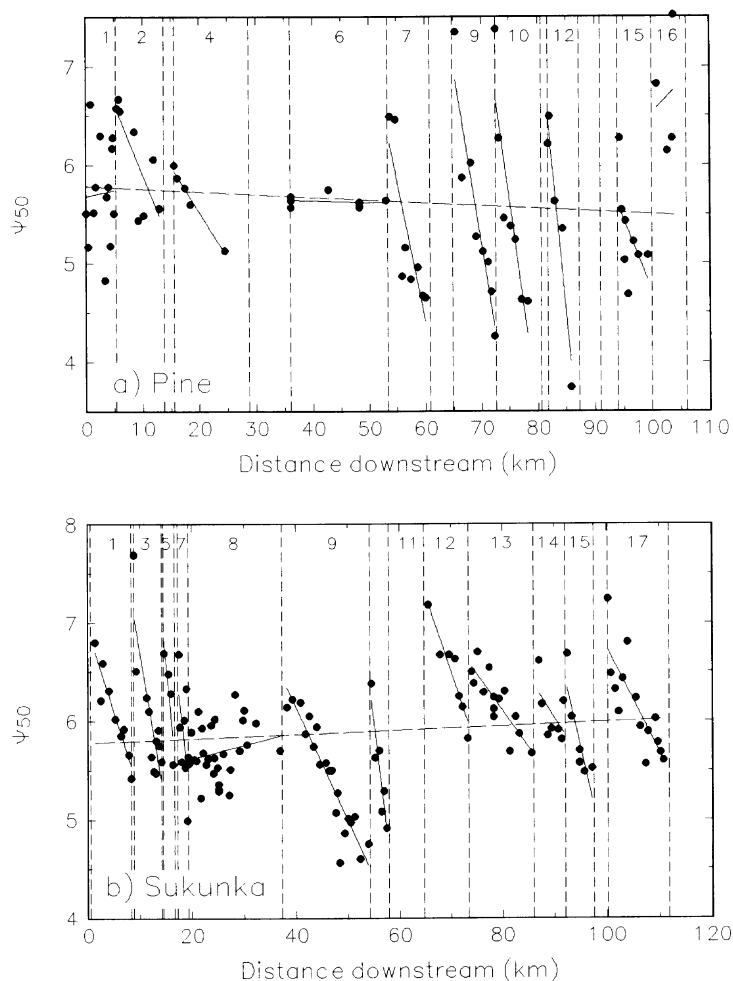 1 2 4 6 7 9 10 12 15 16
7
6
5
4
Ψ50
a) Pine
0 10 20 30 40 50 60 70 80 90 100 110
Distance downstream (km)
8
1 3 5 7 8 9 11 12 13 14 15 17
7
6
5
4
Ψ50
b) Sukunka
0 20 40 60 80 100 120
Distance downstream (km)